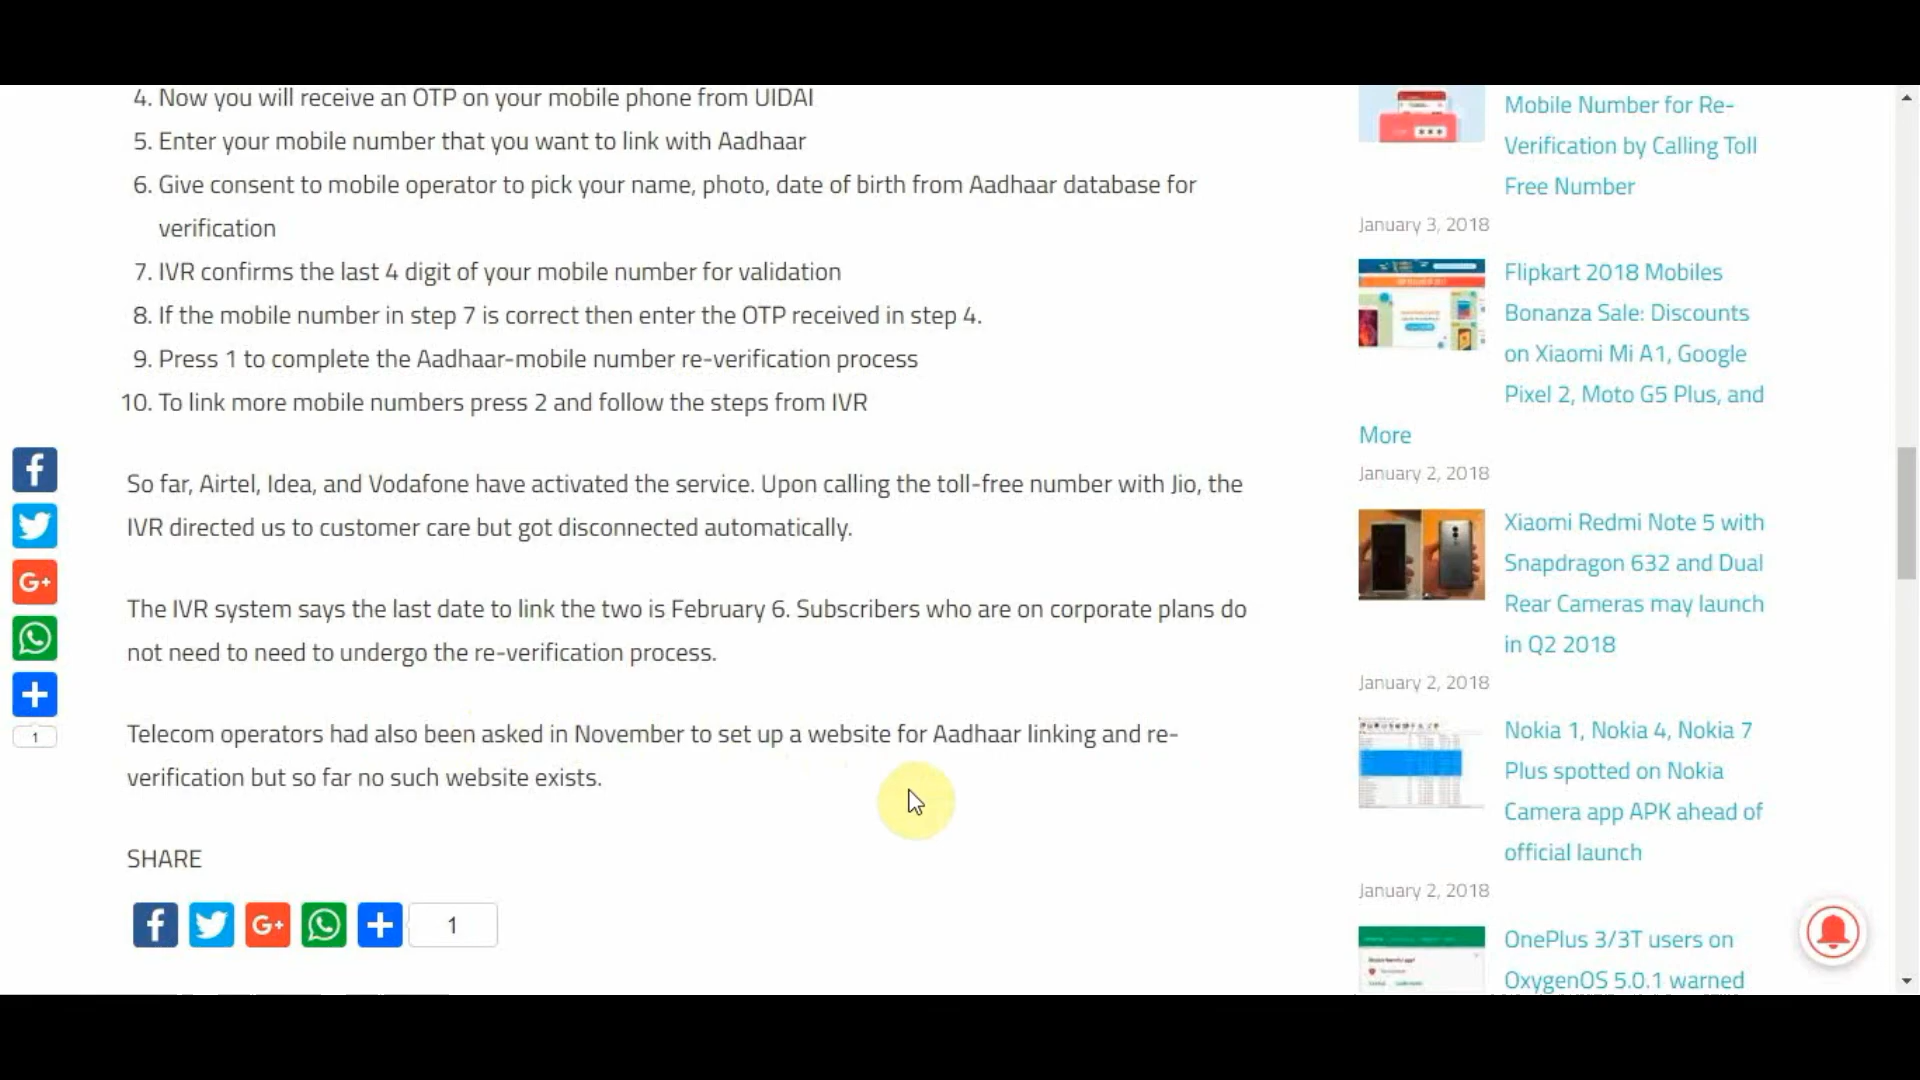 4. Now you will receive an OTP on your mobile phone from UIDAI
5. Enter your mobile number that you want to link with Aadhaar
6. Give consent to mobile operator to pick your name, photo, date of birth from Aadhaar database for
verification
7. IVR confirms the last 4 digit of your mobile number for validation
8. If the mobile number in step 7 is correct then enter the OTP received in step 4.
9. Press 1 to complete the Aadhaar-mobile number re-verification process
10. To link more mobile numbers press 2 and follow the steps from IVR
So far, Airtel, Idea, and Vodafone have activated the service. Upon calling the toll-free number with Jio, the
IVR directed us to customer care but got disconnected automatically.
The IVR system says the last date to link the two is February 6. Subscribers who are on corporate plans do
not need to need to undergo the re-verification process.
Telecom operators had also been asked in November to set up a website for Aadhaar linking and re-
verification but so far no such website exists.
SHARE
1
G+
1
G+
Mobile Number for Re-
Verification by Calling Toll
Free Number
January 3, 2018
Flipkart 2018 Mobiles
Bonanza Sale: Discounts
on Xiaomi Mi A1, Google
Pixel 2, Moto G5 Plus, and
More
January 2, 2018
Xiaomi Redmi Note 5 with
Snapdragon 632 and Dual
Rear Cameras may launch
in Q2 2018
January 2, 2018
Nokia 1, Nokia 4, Nokia 7
Plus spotted on Nokia
Camera app APK ahead of
official launch
January 2, 2018
OnePlus 3/3T users on
OxygenOS 5.0.1 warned